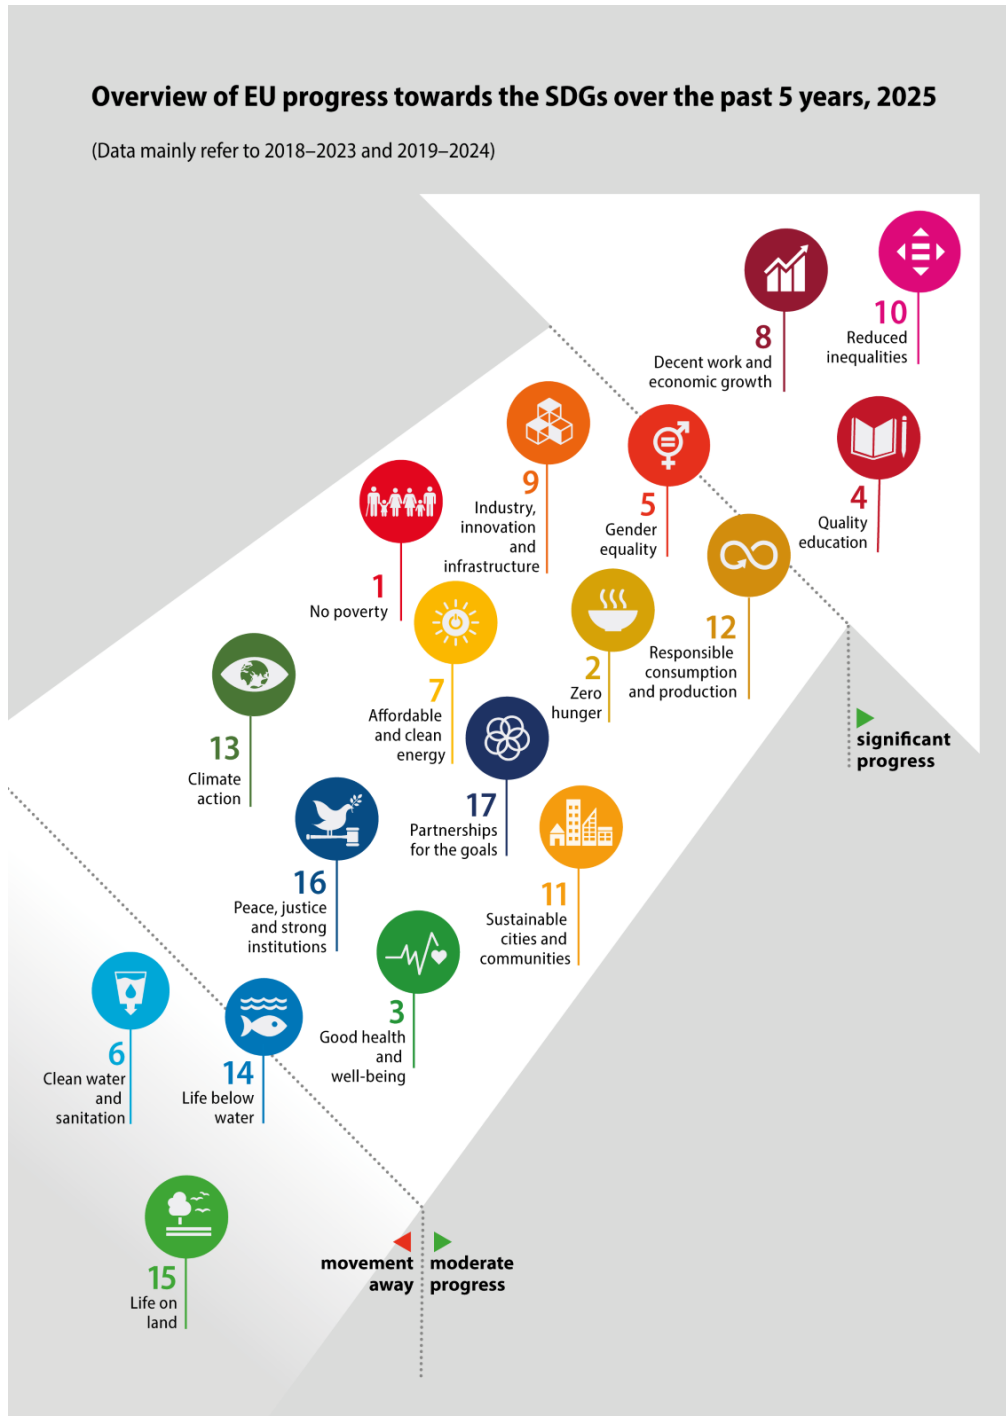 Overview of EU progress towards the SDGs over the past 5 years, 2025
(Data mainly refer to 2018–2023 and 2019–2024)
10
Reduced
inequalities
8
Decent work and
economic growth
4
Quality
education
9
Industry,
innovation
and
infrastructure
5
Gender
equality
1
No poverty
12
Responsible
consumption
and production
2
Zero
hunger
7
Affordable
and clean
energy
significant
progress
13
Climate
action
17
Partnerships
for the goals
16
Peace, justice
and strong
institutions
11
Sustainable
cities and
communities
3
Good health
and
well-being
6
Clean water
and
sanitation
14
Life below
water
15
Life on
land
movement
away
moderate
progress